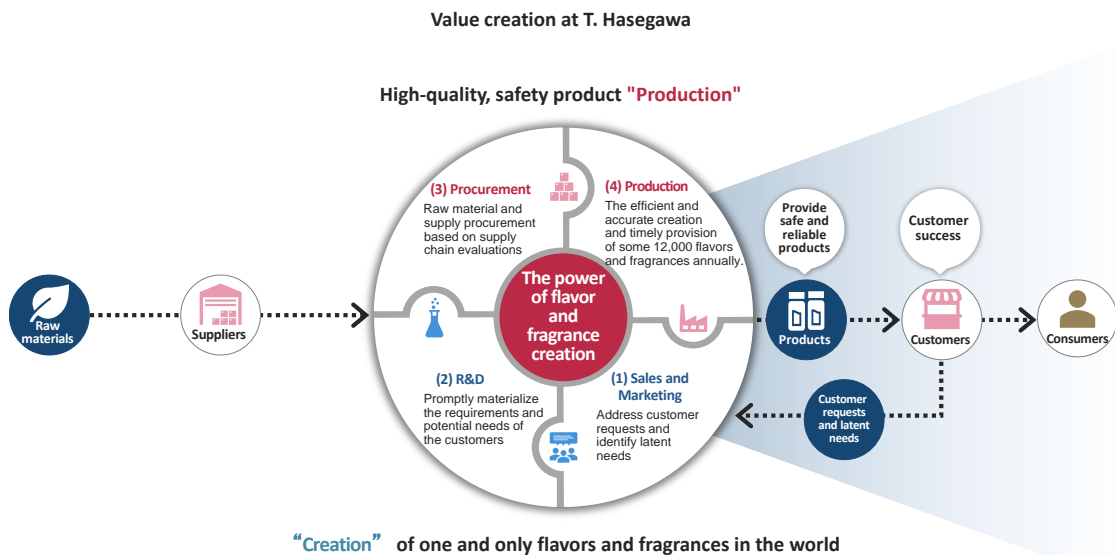 Value creation at T. Hasegawa
High-quality, safety product "Production"
(3) Procurement
Raw material and
supply procurement
based on supply
chain evaluations
(4) Production
The efficient and
accurate creation
and timely provision
of some 12,000 flavors
and fragrances annually.
Provide
safe and
reliable
products
Customer
success
The power
of flavor
and
fragrance
creation
Raw
materials
Suppliers
Products
Customers
Consumers
(2) R&D
Promptly materialize
the requirements and
potential needs of
the customers
(1) Sales and
Marketing
Address customer
requests and
identify latent
needs
Customer
requests
and latent
needs
“Creation” of one and only flavors and fragrances in the world